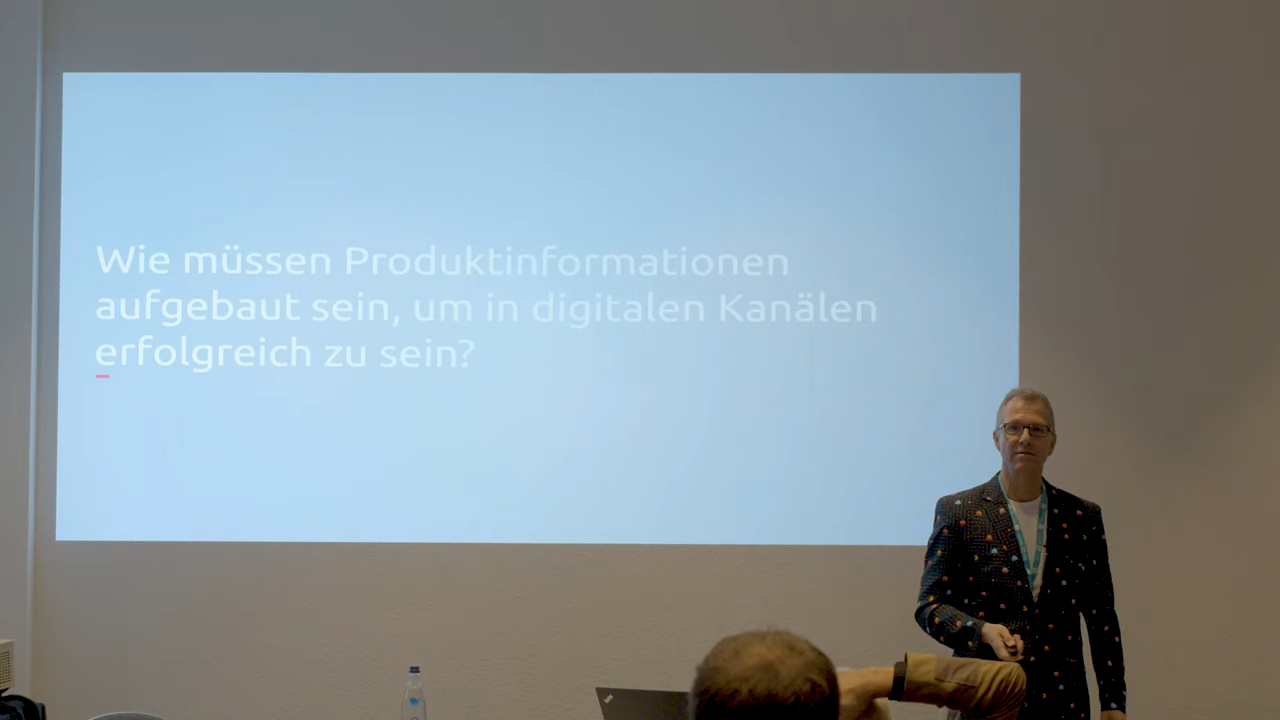 Wie müssen Produktinformationen
aufgebaut sein, um in digitalen Kanälen
erfolgreich zu sein?